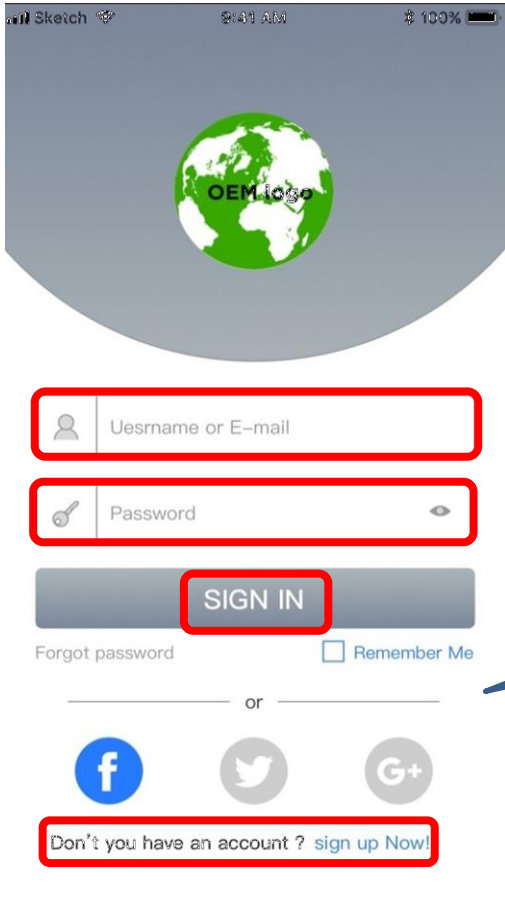 Sketch 9:41 AM 100%
OEM logo
Uesrname or E-mail
Password
SIGN IN
Forgot password Remember Me
or
f G+
Don't you have an account ? sign up Now!